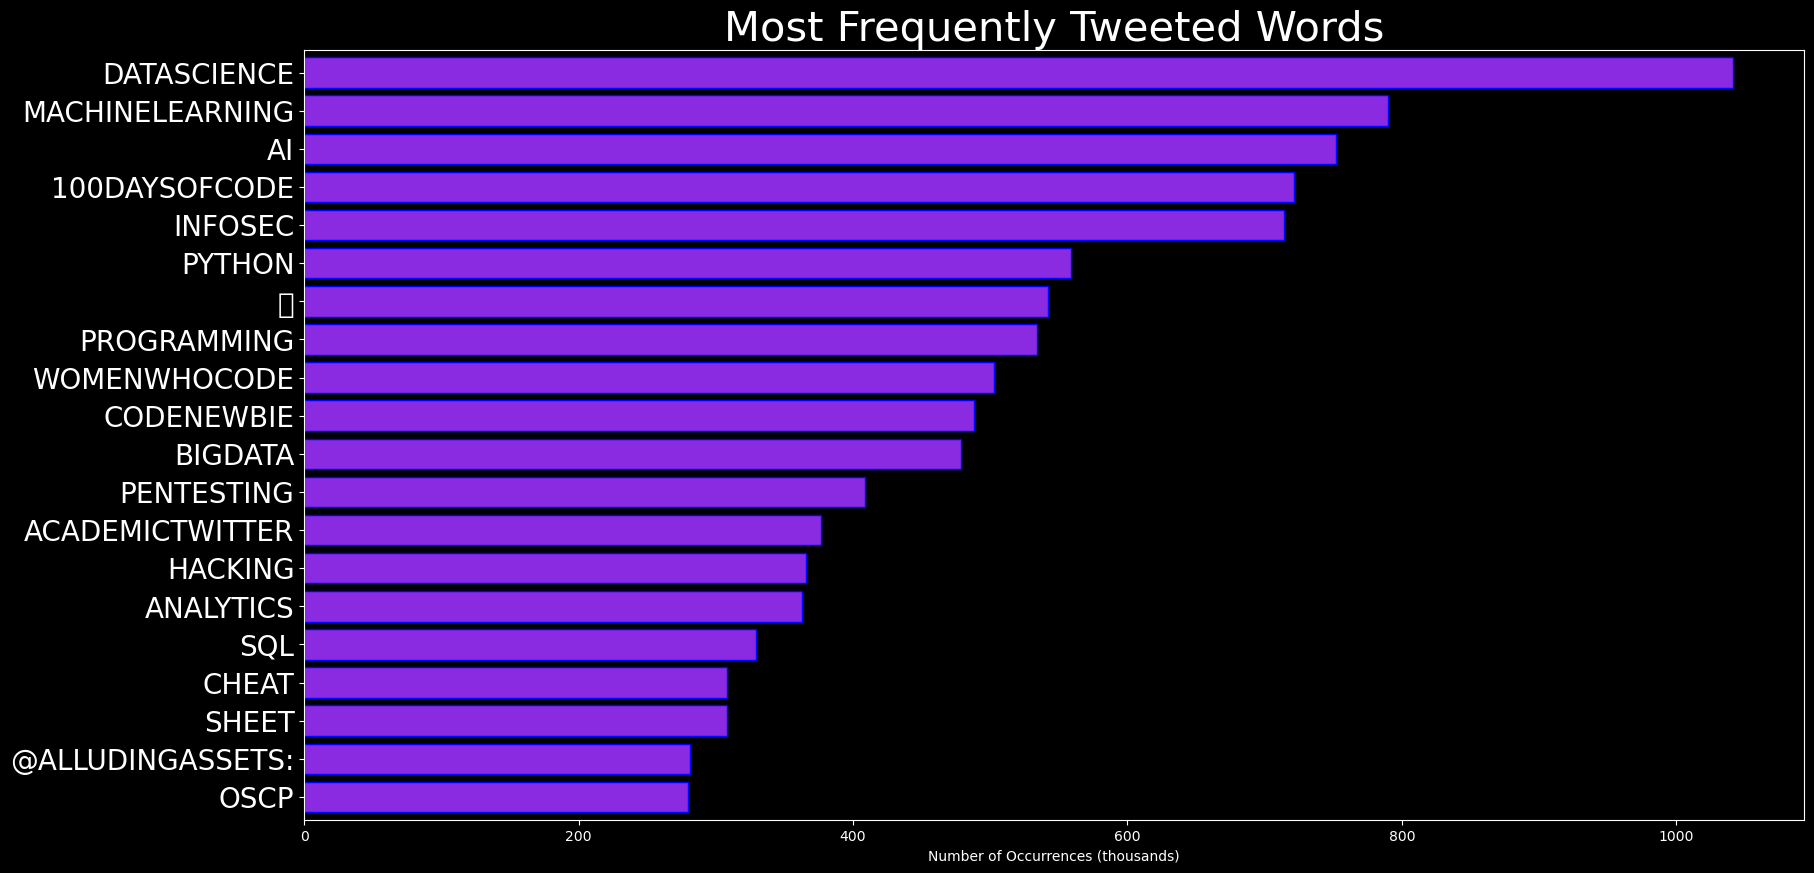 Most Frequently Tweeted Words
DATASCIENCE
MACHINELEARNING
AI
100DAYSOFCODE
INFOSEC
PYTHON
PROGRAMMING
WOMENWHOCODE
CODENEWBIE
BIGDATA
PENTESTING
ACADEMICTWITTER
HACKING
ANALYTICS
SQL
CHEAT
SHEET
@ALLUDINGASSETS:
OSCP
0 200 400 600 800 1000
Number of Occurrences (thousands)